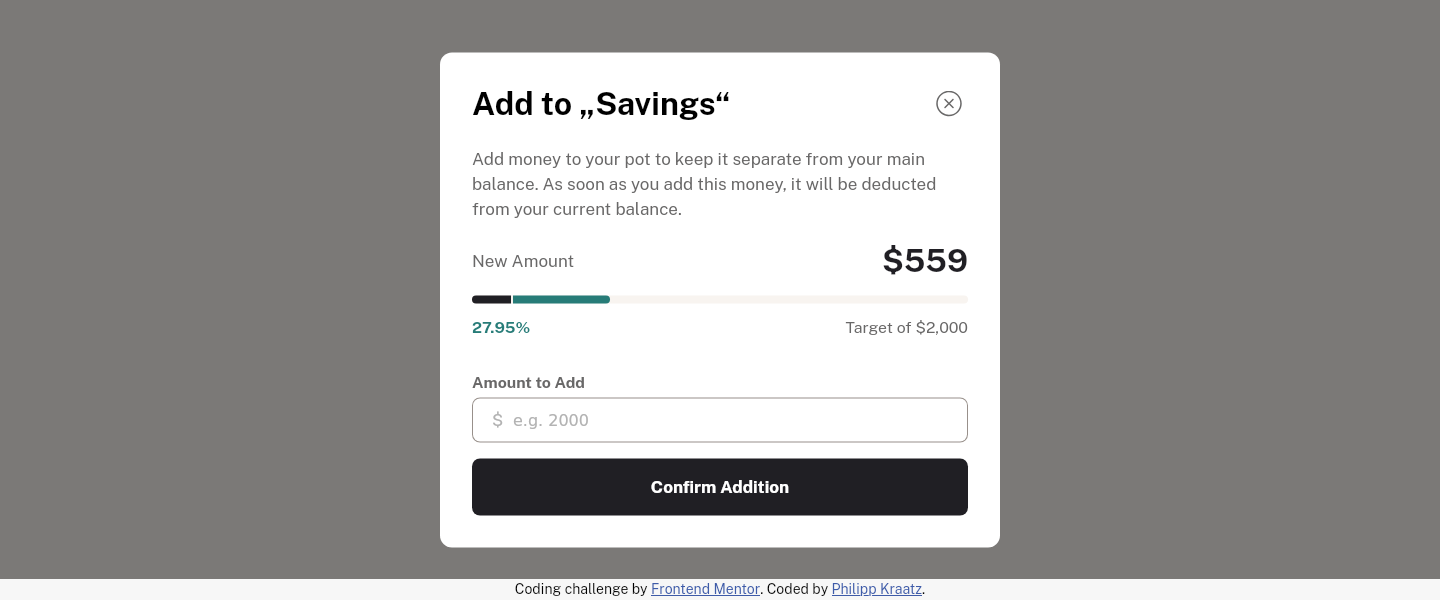 Add to „Savings“
Add money to your pot to keep it separate from your main
balance. As soon as you add this money, it will be deducted
from your current balance.
New Amount
$559
27.95%
Target of $2,000
Amount to Add
$ e.g. 2000
Confirm Addition
Coding challenge by Frontend Mentor. Coded by Philipp Kraatz.